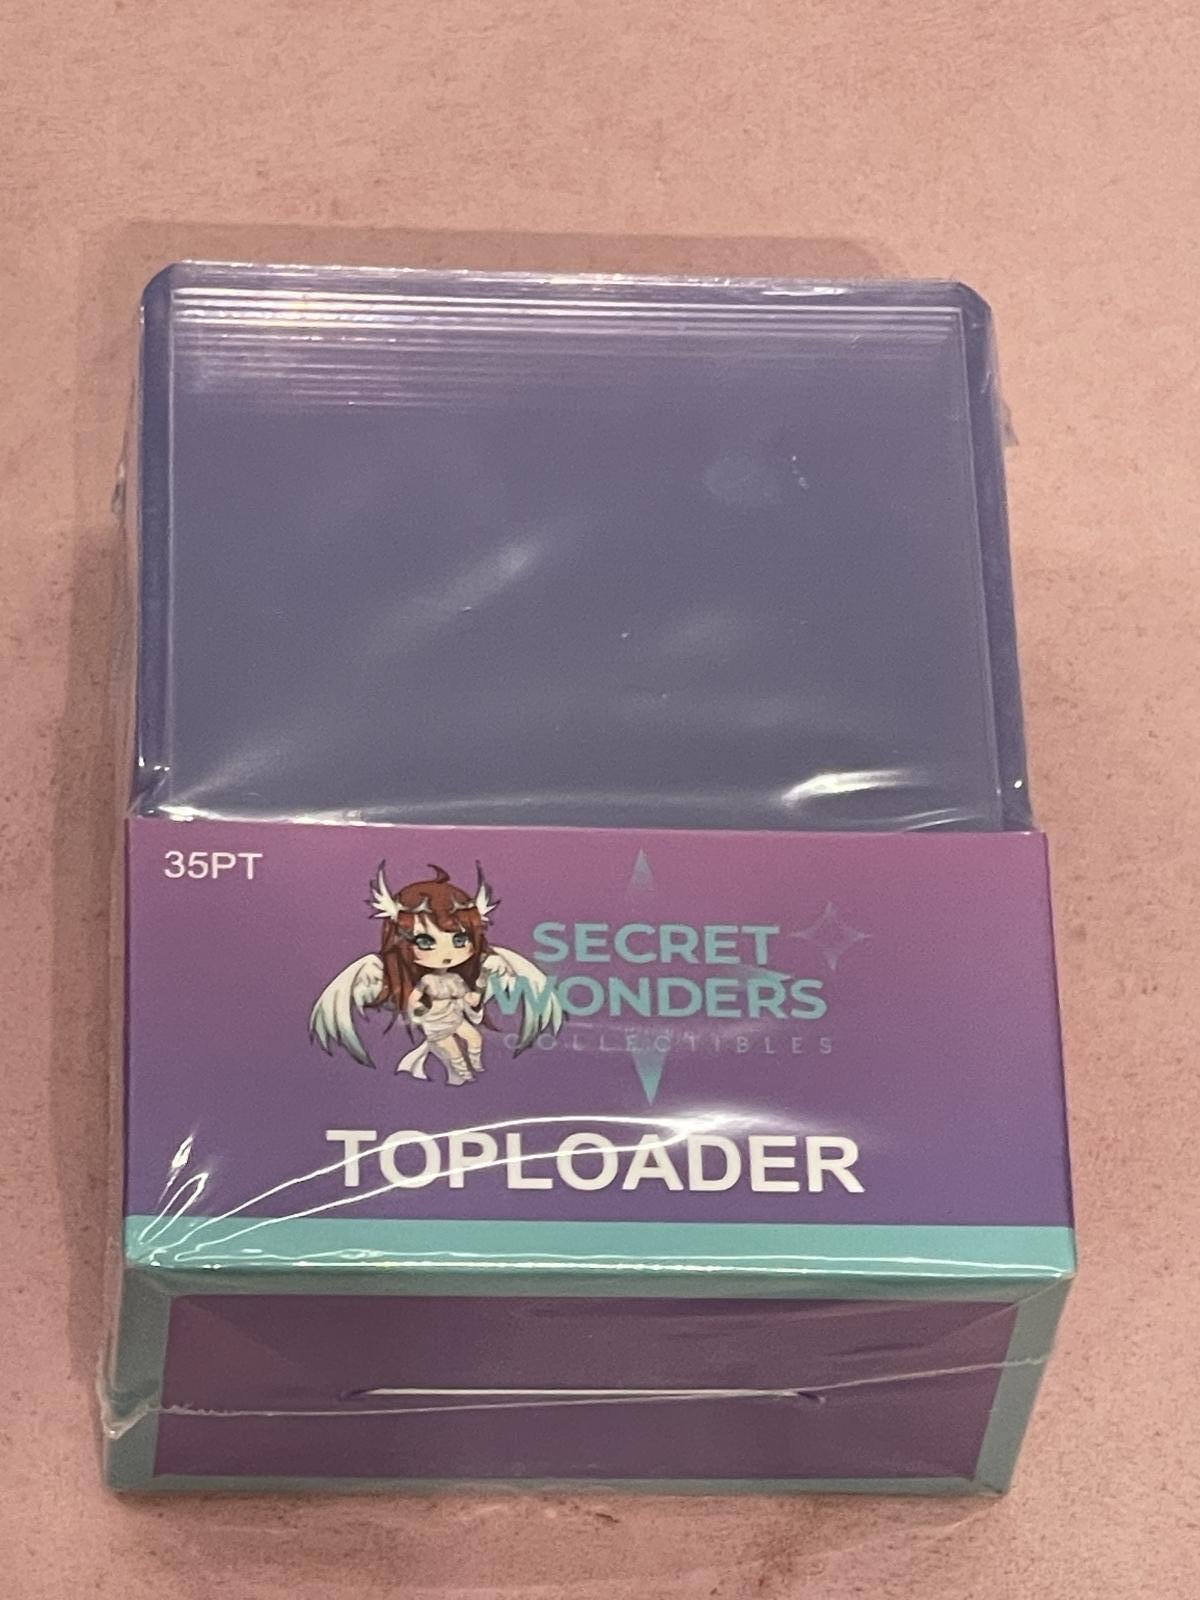 35PT
SECRET
WONDERS
COLLECTIBLES
TOPLOADER